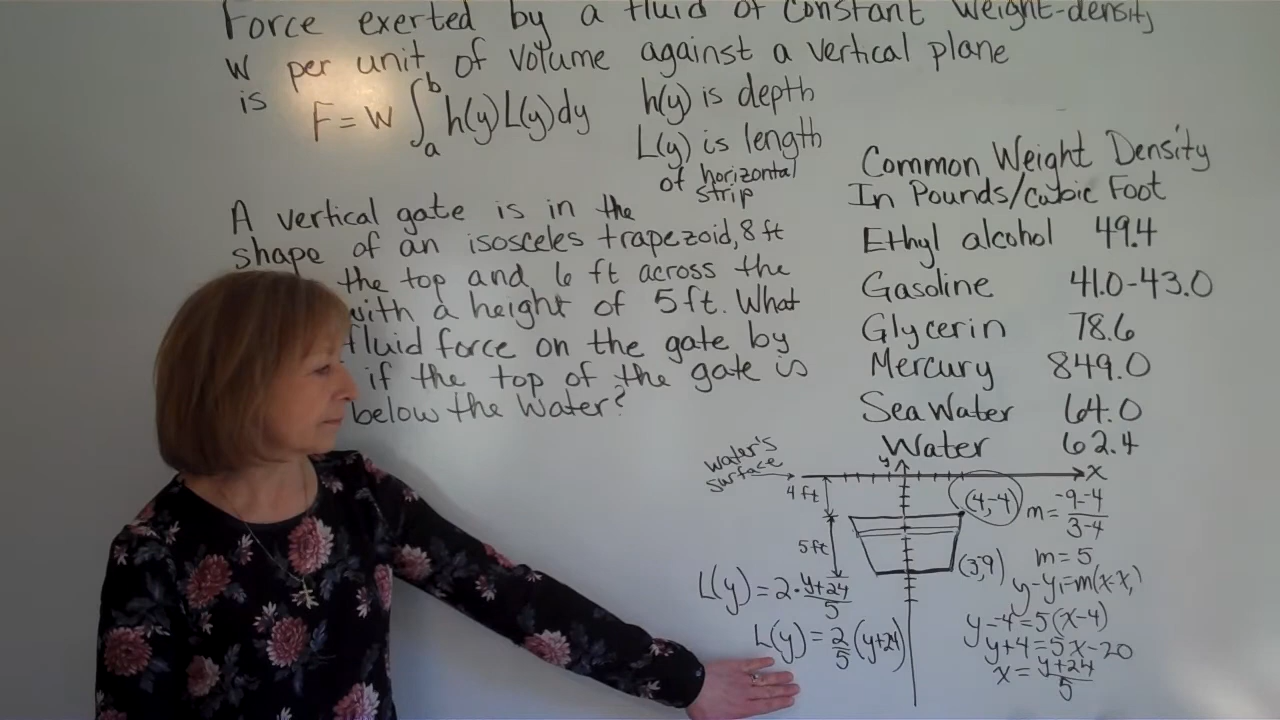 Force exerted by a fluid of constant weight-density
W per unit of volume against a vertical plane
is F = W ∫_a^b h(y)L(y)dy
h(y) is depth
L(y) is length
of horizontal
strip
A vertical gate is in the
shape of an isosceles trapezoid, 8 ft
the top and 6 ft across the
with a height of 5 ft. What
fluid force on the gate by
if the top of the gate is
below the water?
Common Weight Density
In Pounds/cubic Foot
Ethyl alcohol 49.4
Gasoline 41.0-43.0
Glycerin 78.6
Mercury 849.0
Sea Water 64.0
Water 62.4
water's
surface
y
x
4 ft
5 ft
(4,-4)
(3,9)
m = -9--4/3-4
m = 5
y-y₁=m(x-x₁)
y--4=5(x-4)
y+4=5x-20
x = y+24/5
L(y) = 2·y+24/5
L(y) = 2/5(y+24)